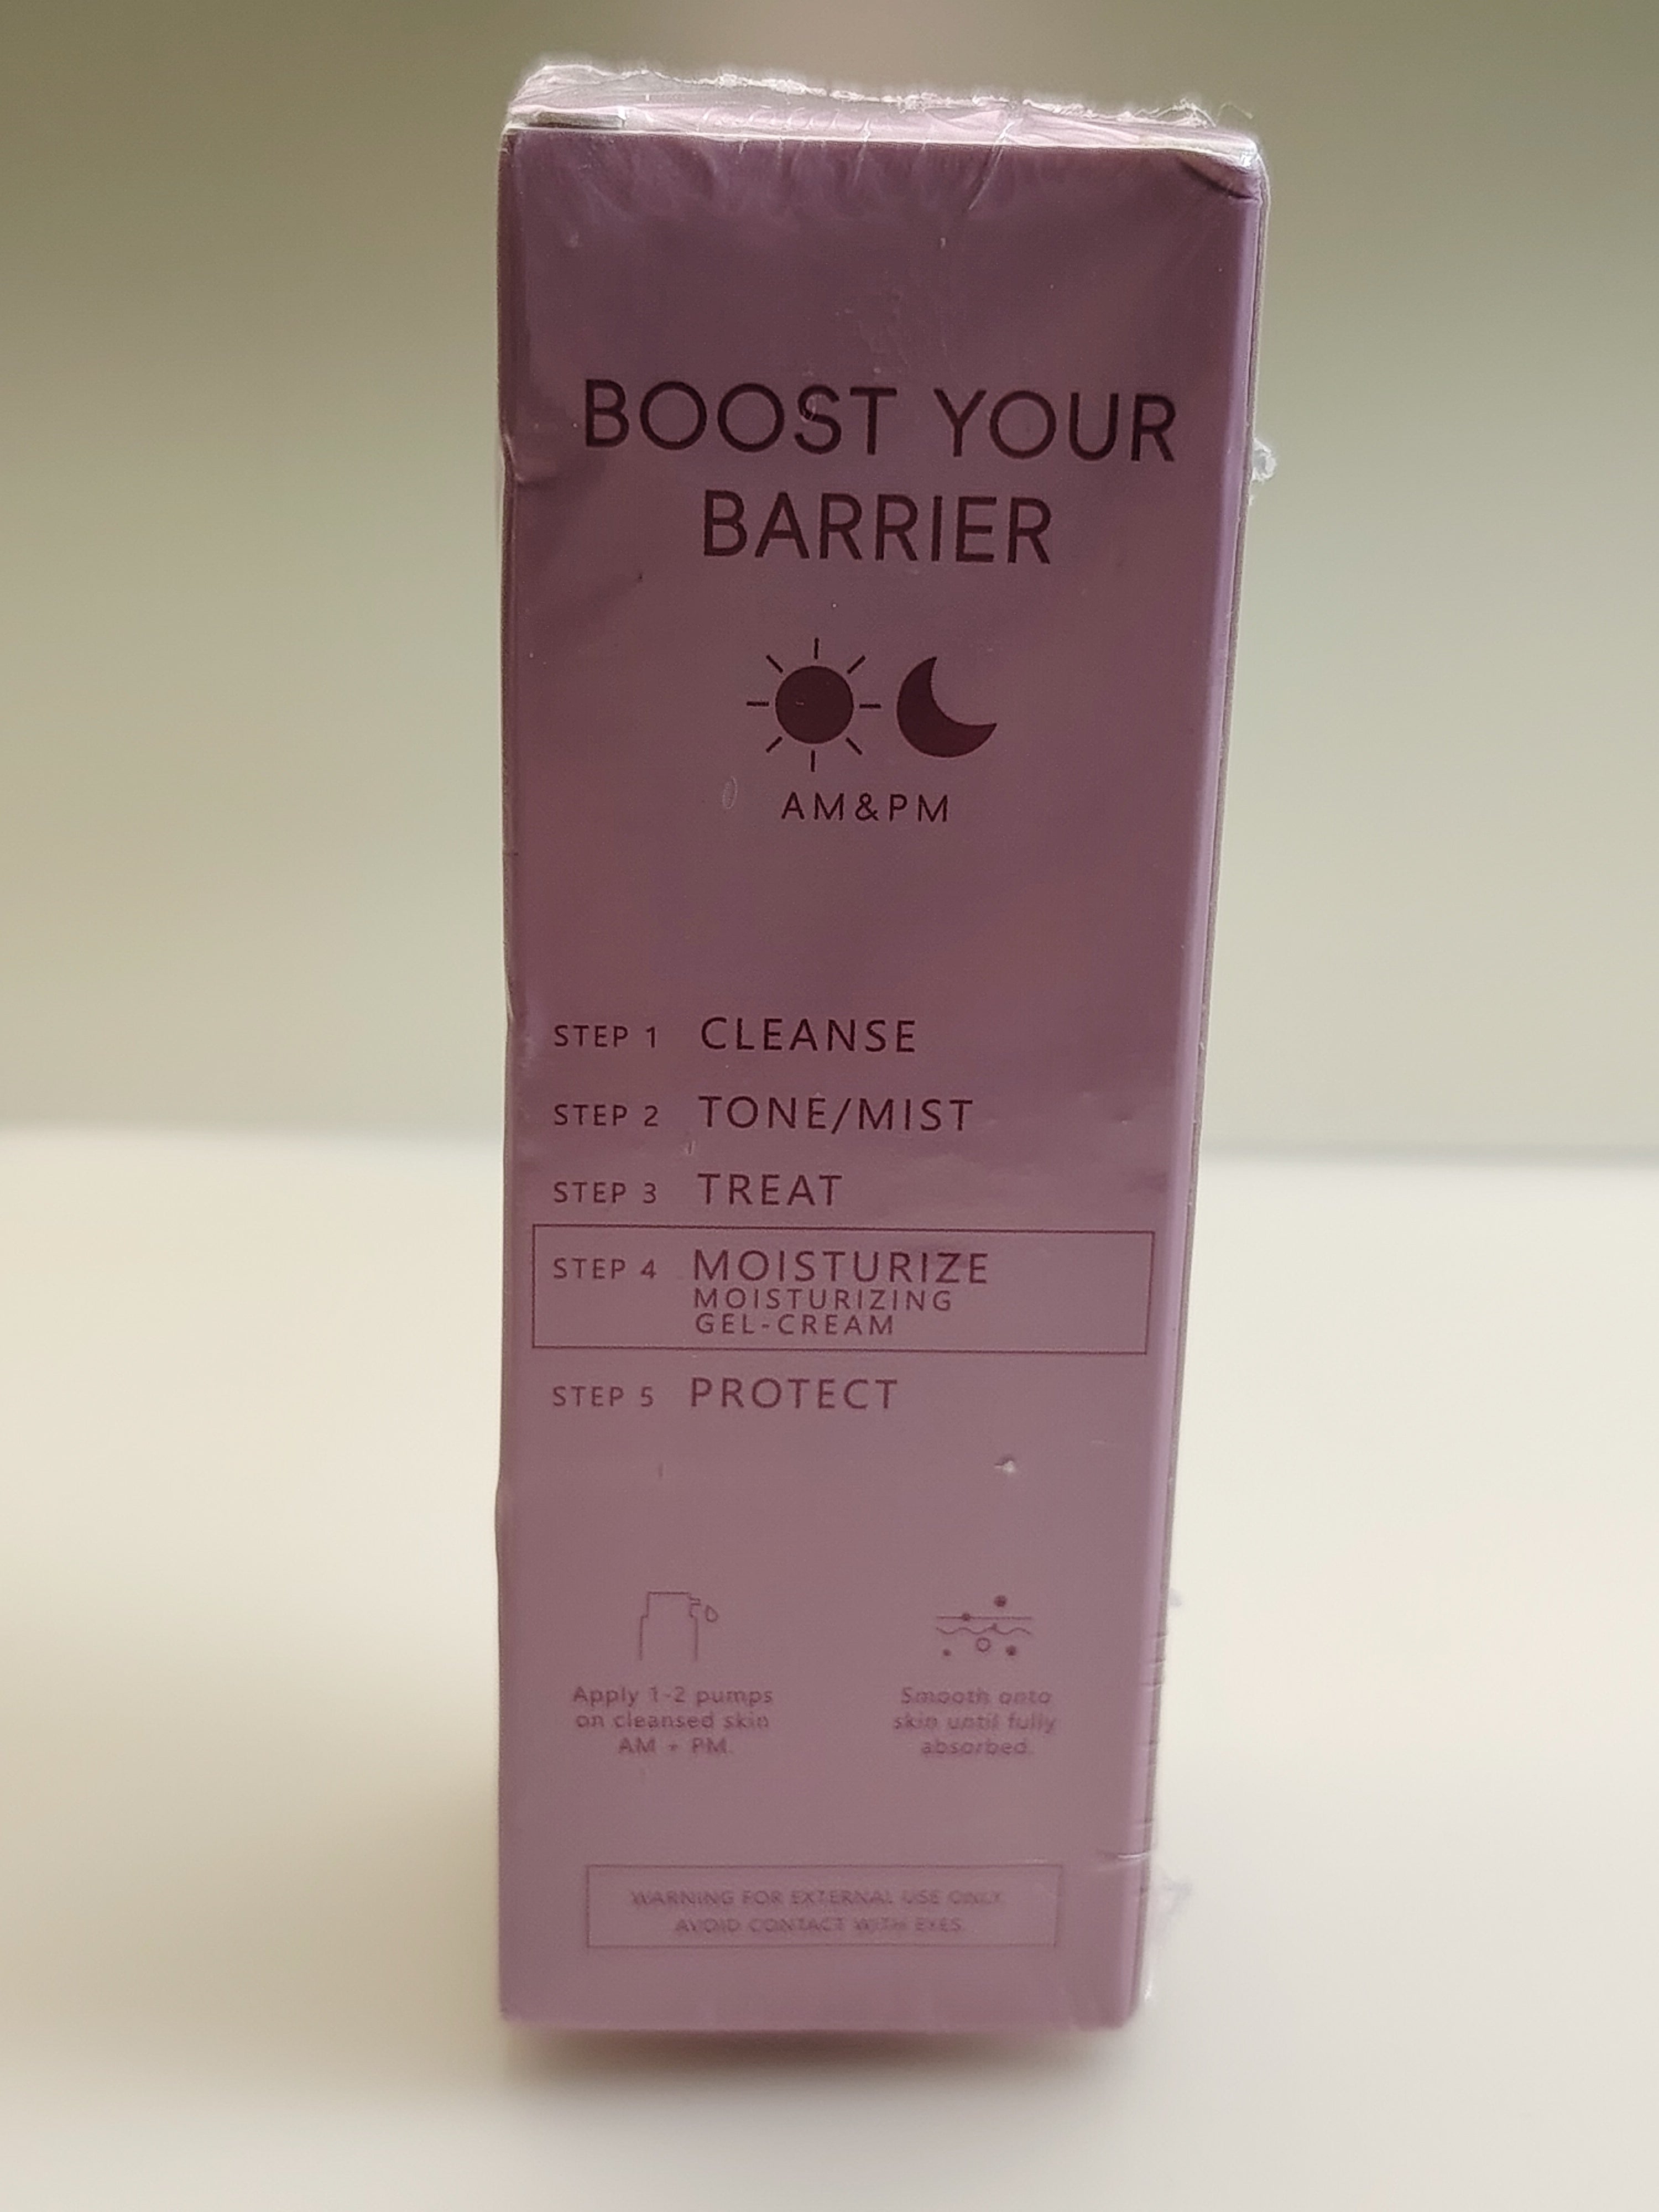 BOOST YOUR
BARRIER
AM&PM
STEP 1 CLEANSE
STEP 2 TONE/MIST
STEP 3 TREAT
STEP 4 MOISTURIZE
MOISTURIZING
GEL-CREAM
STEP 5 PROTECT
Apply 1-2 pumps
on cleansed skin
AM + PM.
Smooth onto
skin until fully
absorbed.
WARNING FOR EXTERNAL USE ONLY.
AVOID CONTACT WITH EYES.